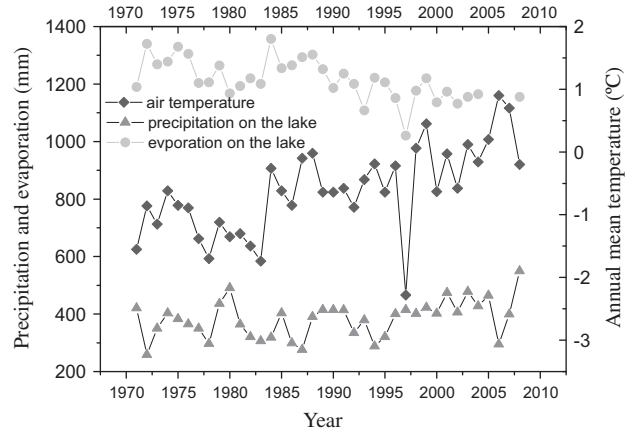 1970 1975 1980 1985 1990 1995 2000 2005 2010
1400
1200
1000
800
600
400
200
Precipitation and evaporation (mm)
air temperature
precipitation on the lake
evporation on the lake
2
1
0
-1
-2
-3
Annual mean temperature (ºC)
1970 1975 1980 1985 1990 1995 2000 2005 2010
Year